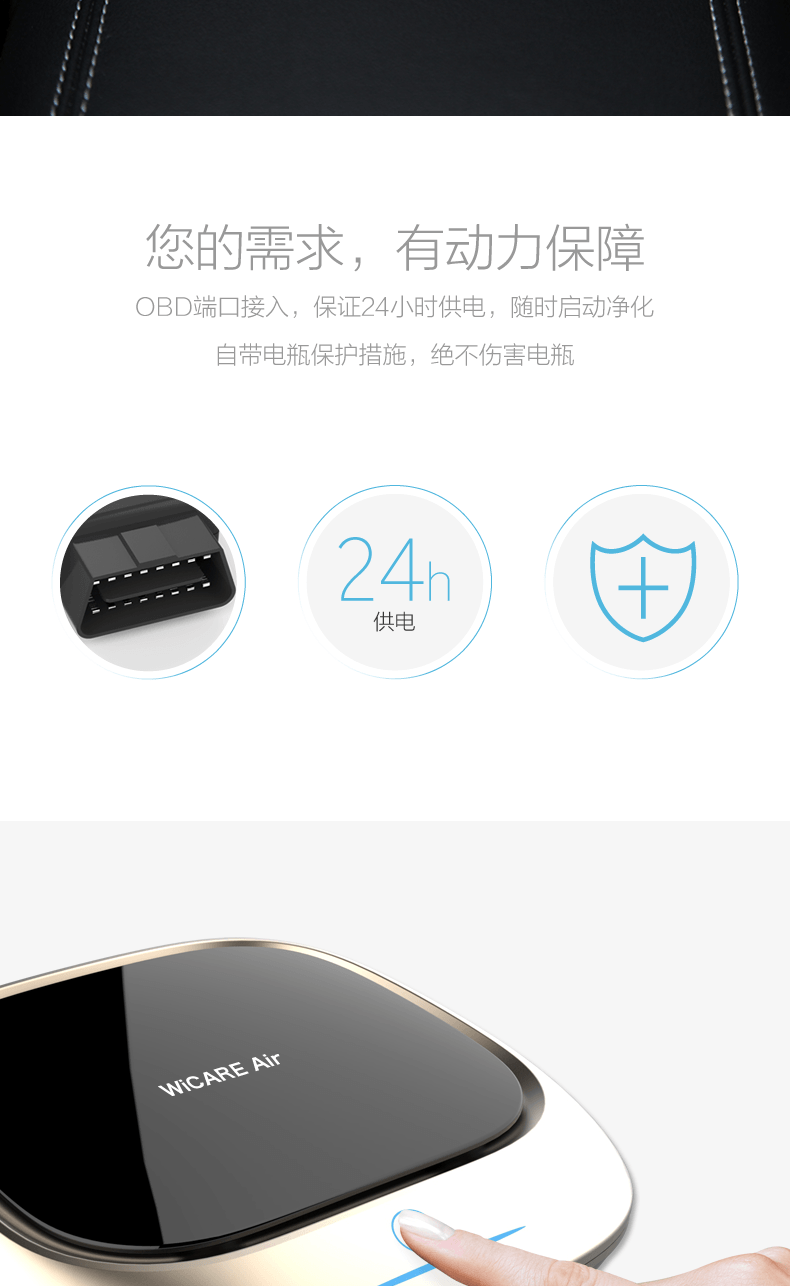 您的需求，有动力保障
OBD端口接入，保证24小时供电，随时启动净化
自带电瓶保护措施，绝不伤害电瓶
24h
供电
WiCARE Air